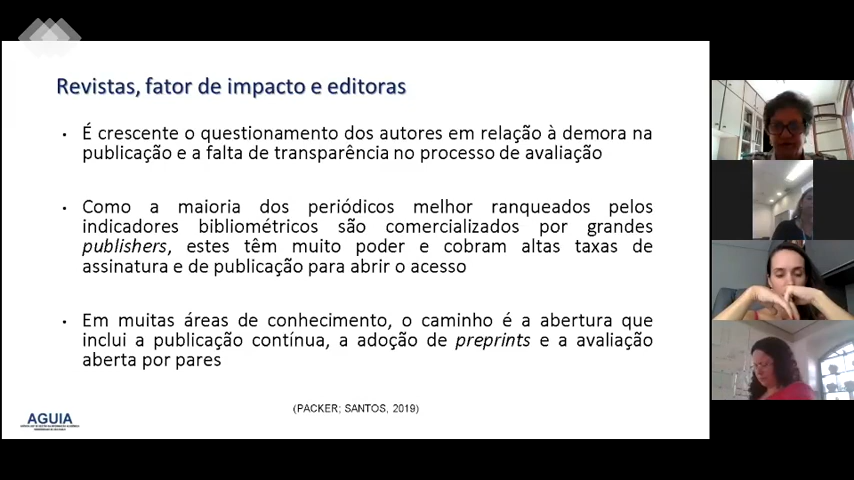 Revistas, fator de impacto e editoras
• É crescente o questionamento dos autores em relação à demora na
publicação e a falta de transparência no processo de avaliação
• Como a maioria dos periódicos melhor ranqueados pelos
indicadores bibliométricos são comercializados por grandes
publishers, estes têm muito poder e cobram altas taxas de
assinatura e de publicação para abrir o acesso
• Em muitas áreas de conhecimento, o caminho é a abertura que
inclui a publicação contínua, a adoção de preprints e a avaliação
aberta por pares
(PACKER; SANTOS, 2019)
AGUIA